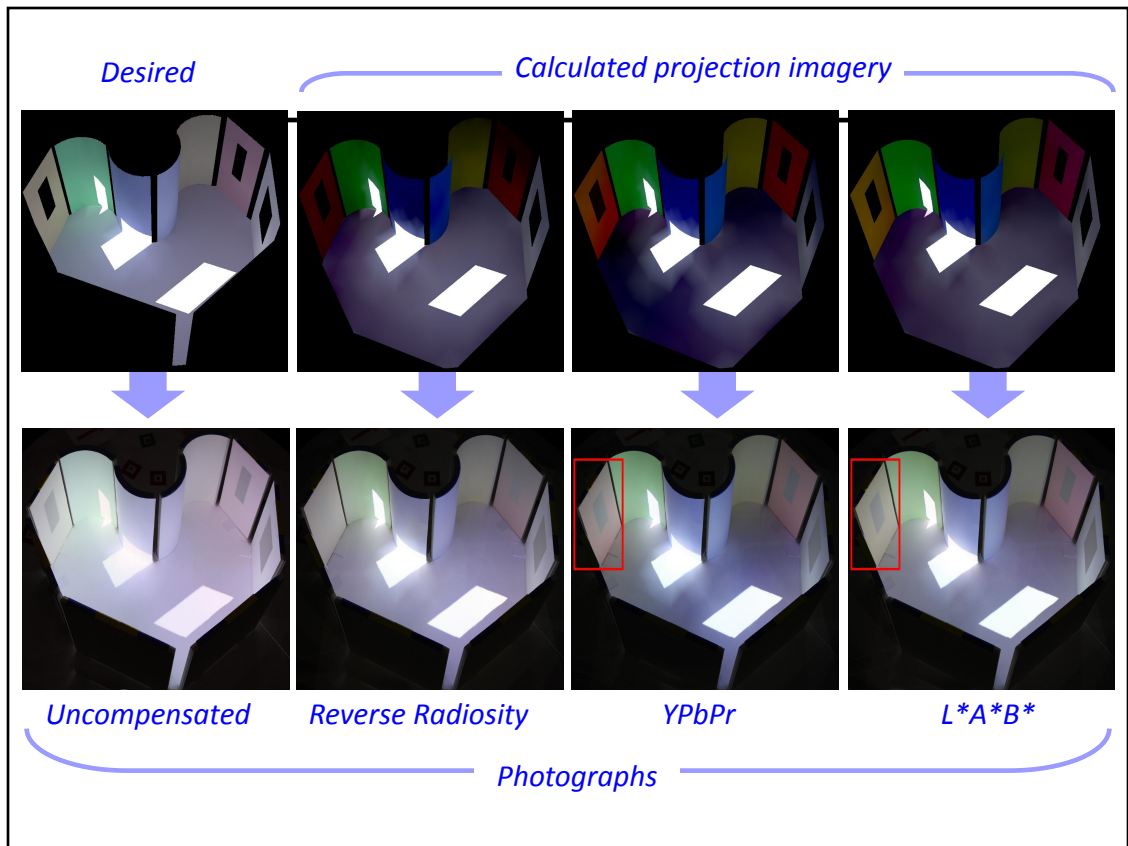 Desired
Calculated projection imagery
Uncompensated
Reverse Radiosity
YPbPr
L*A*B*
Photographs